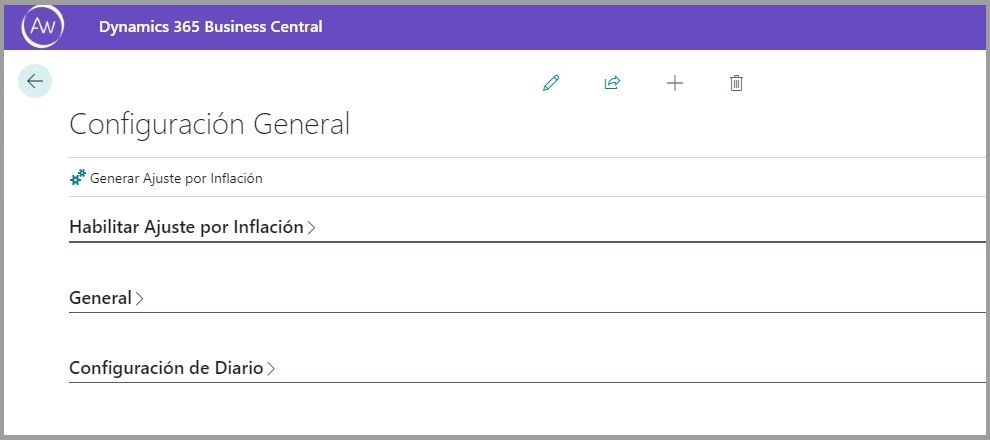 Aw
Dynamics 365 Business Central
Configuración General
Generar Ajuste por Inflación
Habilitar Ajuste por Inflación
General
Configuración de Diario